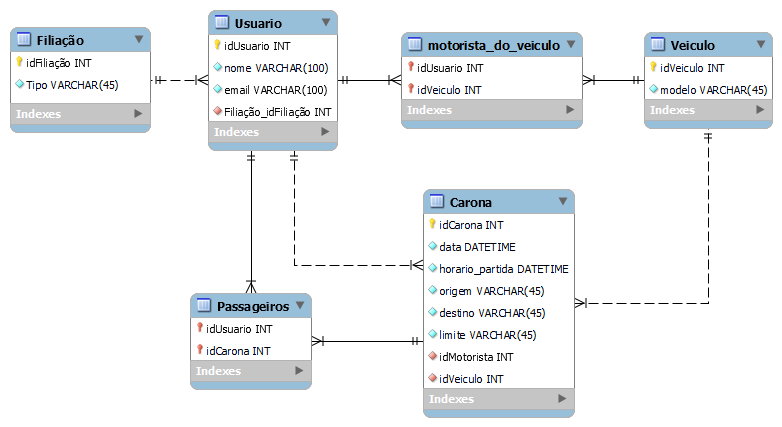 Filiação
idFiliação INT
Tipo VARCHAR(45)
Indexes
Usuario
idUsuario INT
nome VARCHAR(100)
email VARCHAR(100)
Filiação_idFiliação INT
Indexes
motorista_do_veiculo
idUsuario INT
idVeiculo INT
Indexes
Veiculo
idVeiculo INT
modelo VARCHAR(45)
Indexes
Carona
idCarona INT
data DATETIME
horario_partida DATETIME
origem VARCHAR(45)
destino VARCHAR(45)
limite VARCHAR(45)
idMotorista INT
idVeiculo INT
Indexes
Passageiros
idUsuario INT
idCarona INT
Indexes